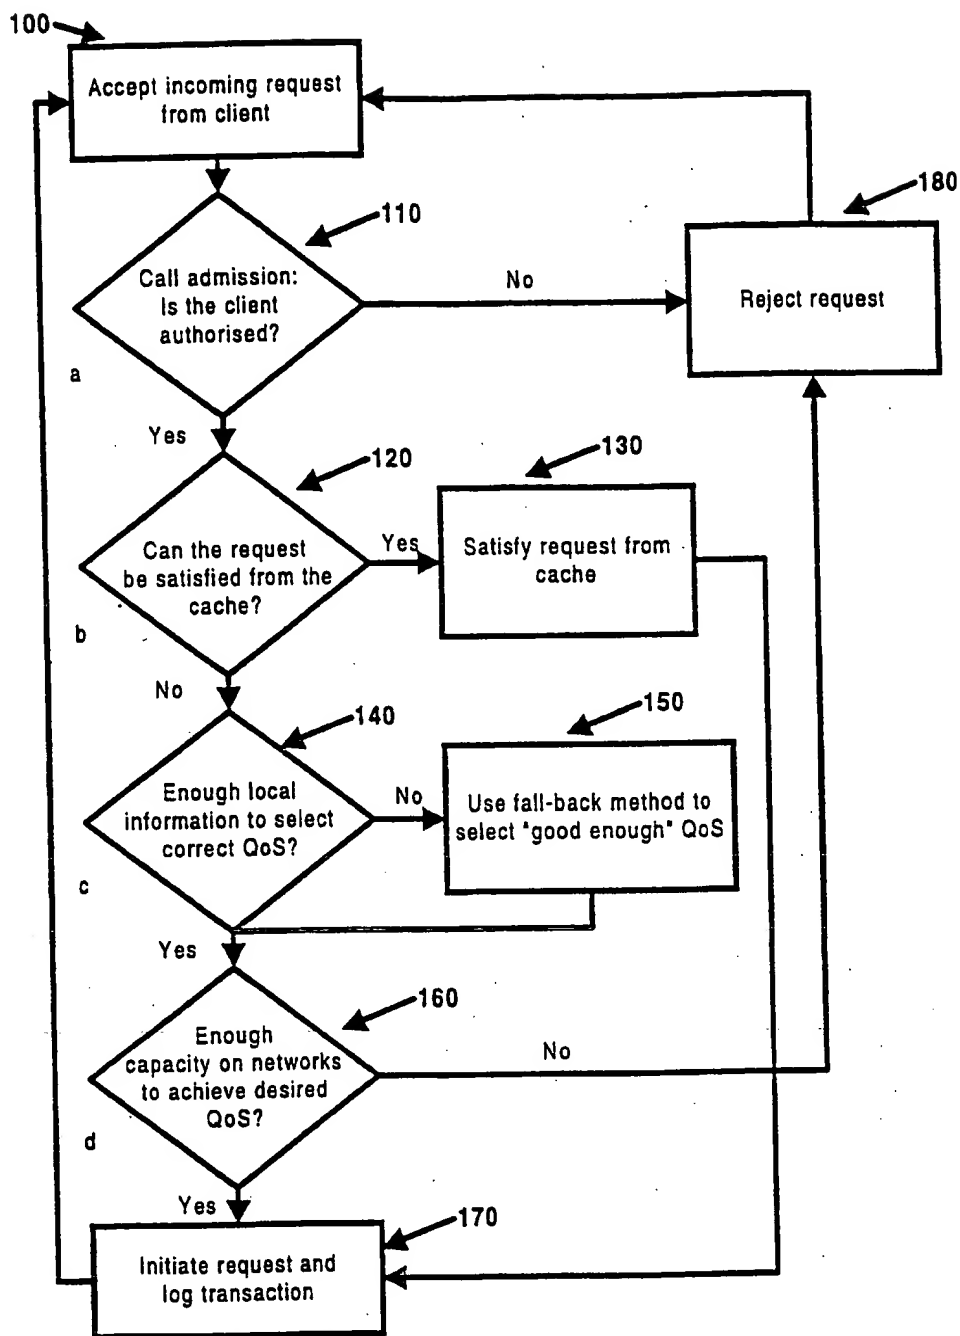 100
Accept incoming request
from client
110
180
Call admission:
Is the client
authorised?
No
Reject request
a
Yes
120
130
Can the request
be satisfied from the
cache?
Yes
Satisfy request from
cache
b
No
140
150
Enough local
information to select
correct QoS?
No
Use fall-back method to
select "good enough" QoS
c
Yes
160
Enough
capacity on networks
to achieve desired
QoS?
No
d
Yes
170
Initiate request and
log transaction